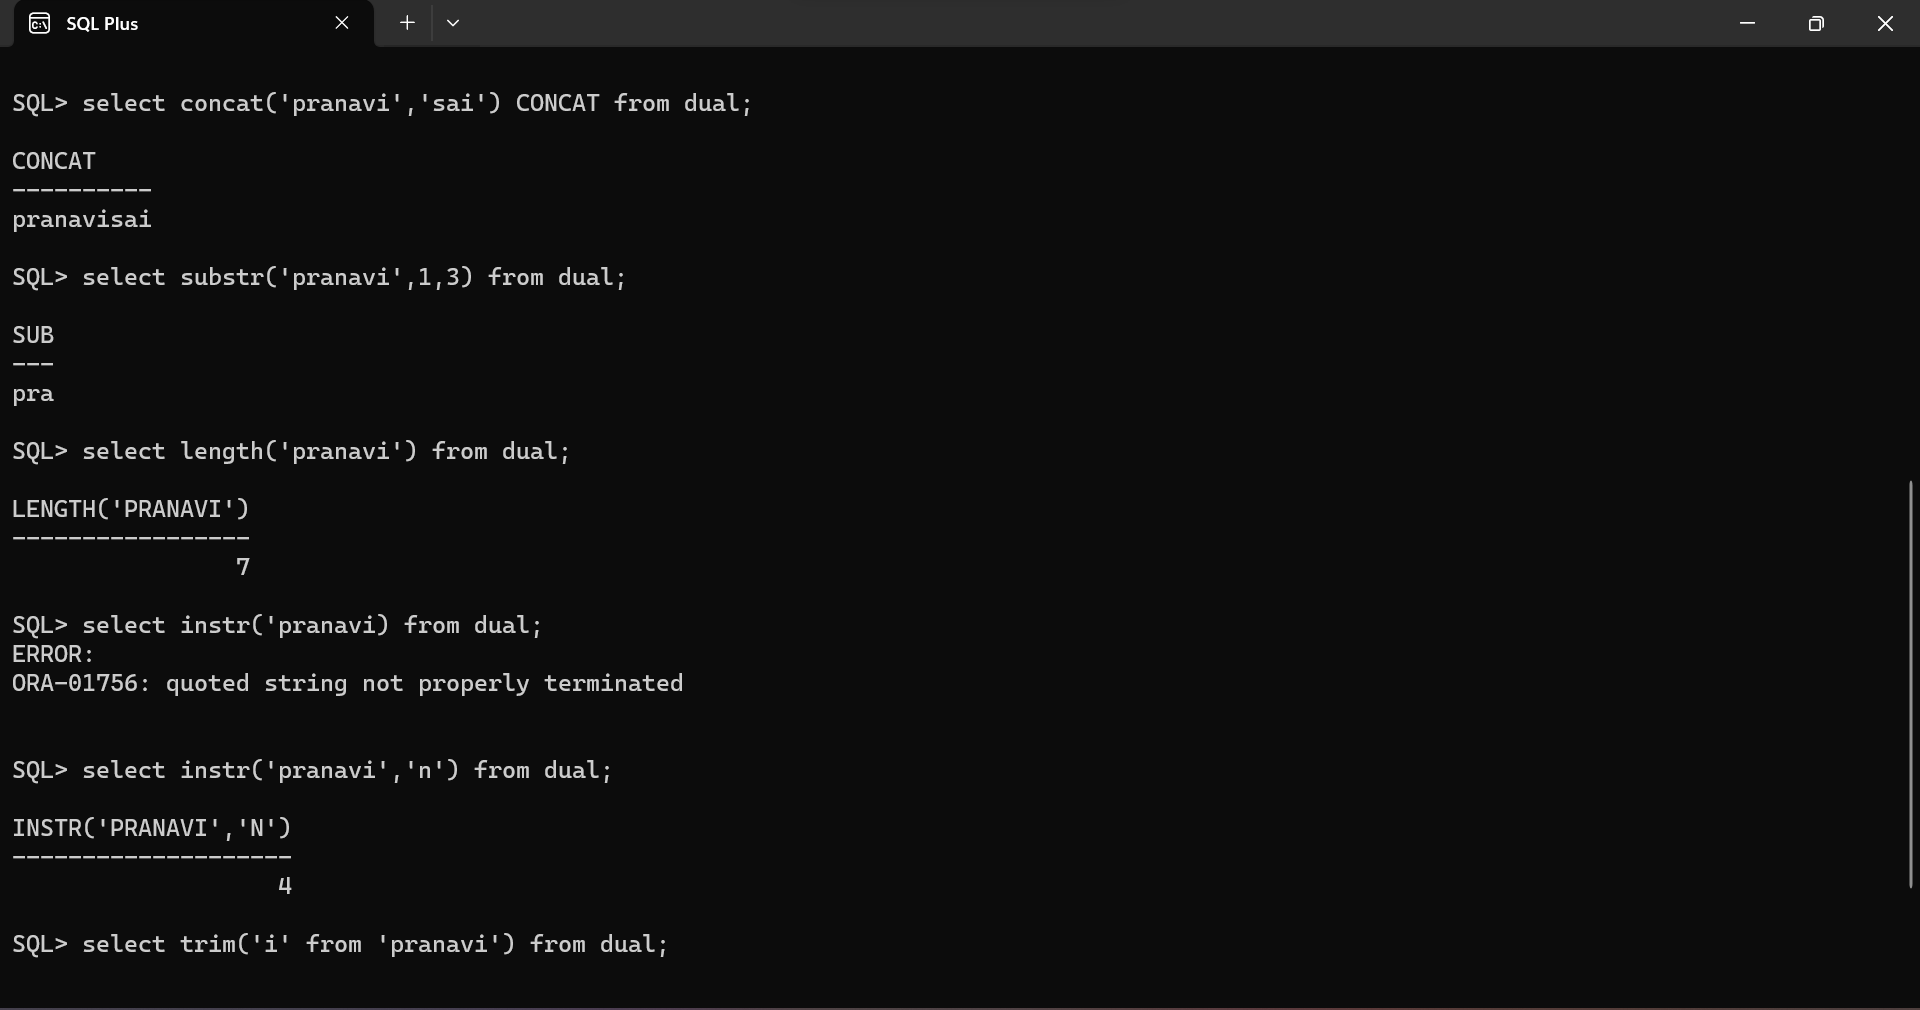 SQL Plus
SQL> select concat('pranavi','sai') CONCAT from dual;
CONCAT
----------
pranavisai
SQL> select substr('pranavi',1,3) from dual;
SUB
---
pra
SQL> select length('pranavi') from dual;
LENGTH('PRANAVI')
-----------------
7
SQL> select instr('pranavi) from dual;
ERROR:
ORA-01756: quoted string not properly terminated
SQL> select instr('pranavi','n') from dual;
INSTR('PRANAVI','N')
--------------------
4
SQL> select trim('i' from 'pranavi') from dual;